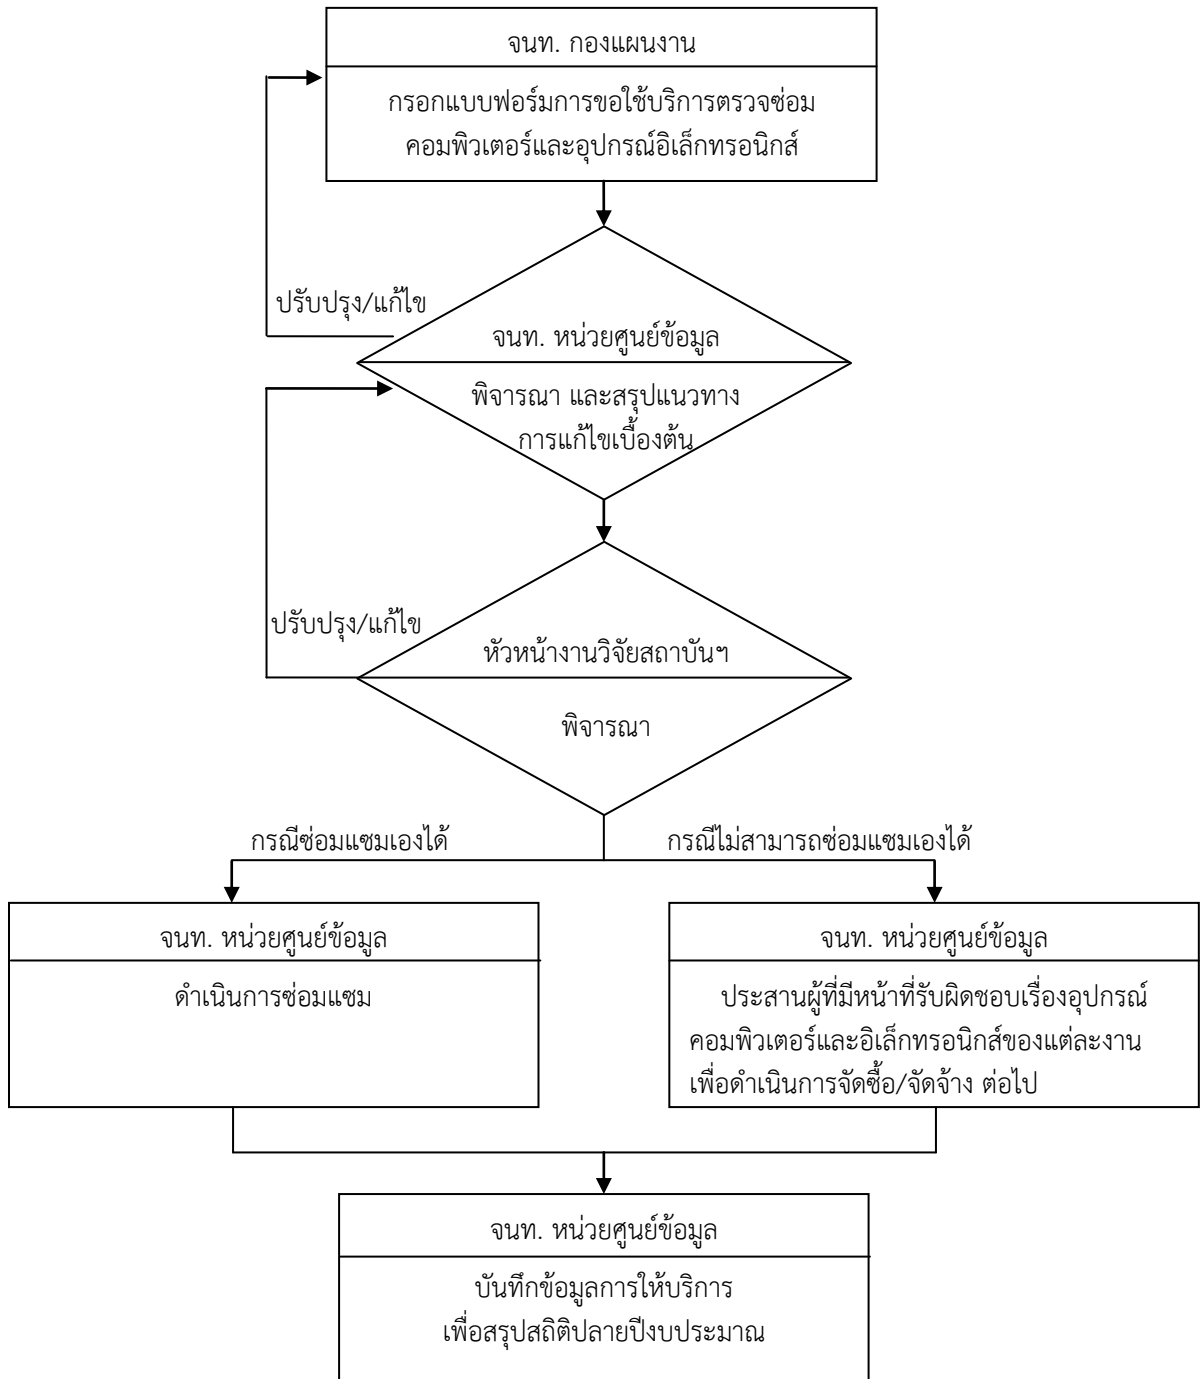 จนท. กองแผนงาน
กรอกแบบฟอร์มการขอใช้บริการตรวจซ่อม
คอมพิวเตอร์และอุปกรณ์อิเล็กทรอนิกส์
ปรับปรุง/แก้ไข
จนท. หน่วยศูนย์ข้อมูล
พิจารณา และสรุปแนวทาง
การแก้ไขเบื้องต้น
ปรับปรุง/แก้ไข
หัวหน้างานวิจัยสถาบันฯ
พิจารณา
กรณีซ่อมแซมเองได้
กรณีไม่สามารถซ่อมแซมเองได้
จนท. หน่วยศูนย์ข้อมูล
ดำเนินการซ่อมแซม
จนท. หน่วยศูนย์ข้อมูล
ประสานผู้ที่มีหน้าที่รับผิดชอบเรื่องอุปกรณ์
คอมพิวเตอร์และอิเล็กทรอนิกส์ของแต่ละงาน
เพื่อดำเนินการจัดซื้อ/จัดจ้าง ต่อไป
จนท. หน่วยศูนย์ข้อมูล
บันทึกข้อมูลการให้บริการ
เพื่อสรุปสถิติปลายปีงบประมาณ